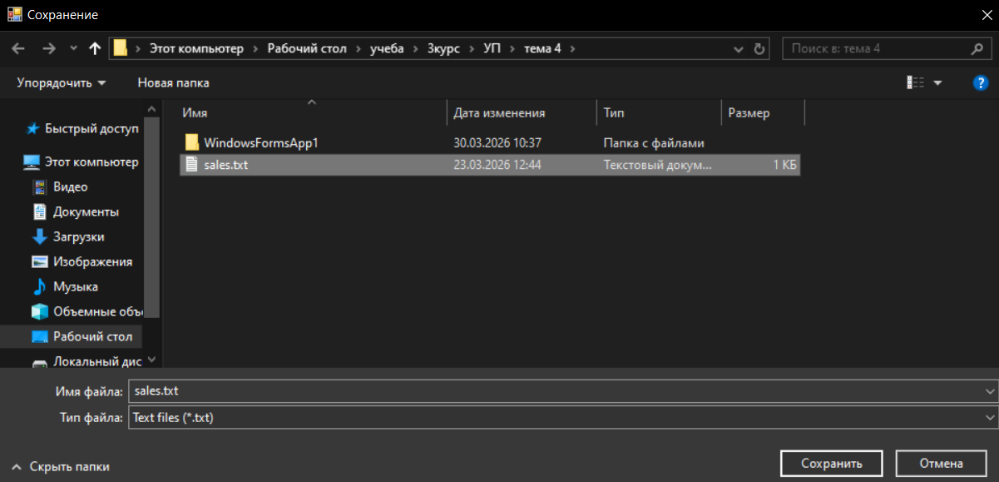 Сохранение
Этот компьютер › Рабочий стол › учеба › 3курс › УП › тема 4 ›
Поиск в: тема 4
Упорядочить
Новая папка
Имя Дата изменения Тип Размер
WindowsFormsApp1 30.03.2026 10:37 Папка с файлами
sales.txt 23.03.2026 12:44 Текстовый докум... 1 КБ
Быстрый доступ
Этот компьютер
Видео
Документы
Загрузки
Изображения
Музыка
Объемные объ
Рабочий стол
Локальный дис
Имя файла: sales.txt
Тип файла: Text files (*.txt)
Скрыть папки
Сохранить
Отмена